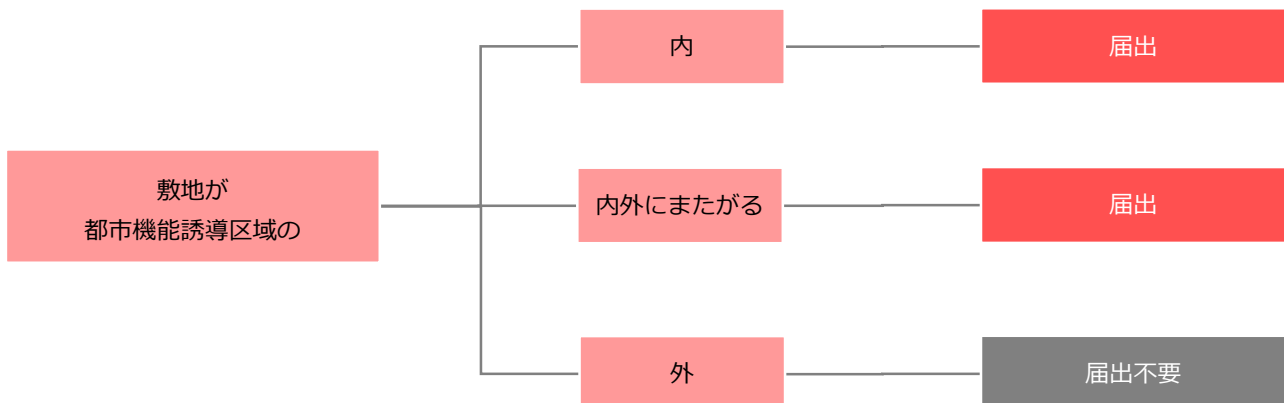 敷地が
都市機能誘導区域の
内
届出
内外にまたがる
届出
外
届出不要